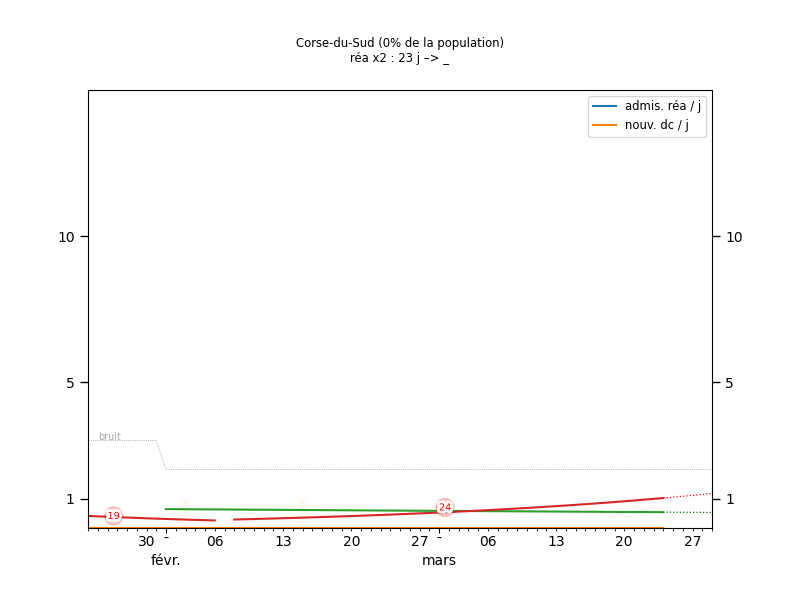 Corse-du-Sud (0% de la population)
réa x2 : 23 j –> _
admis. réa / j
nouv. dc / j
10 10
5 5
bruit
1 1
19
24
30 - 06 13 20 27 - 06 13 20 27
févr. mars